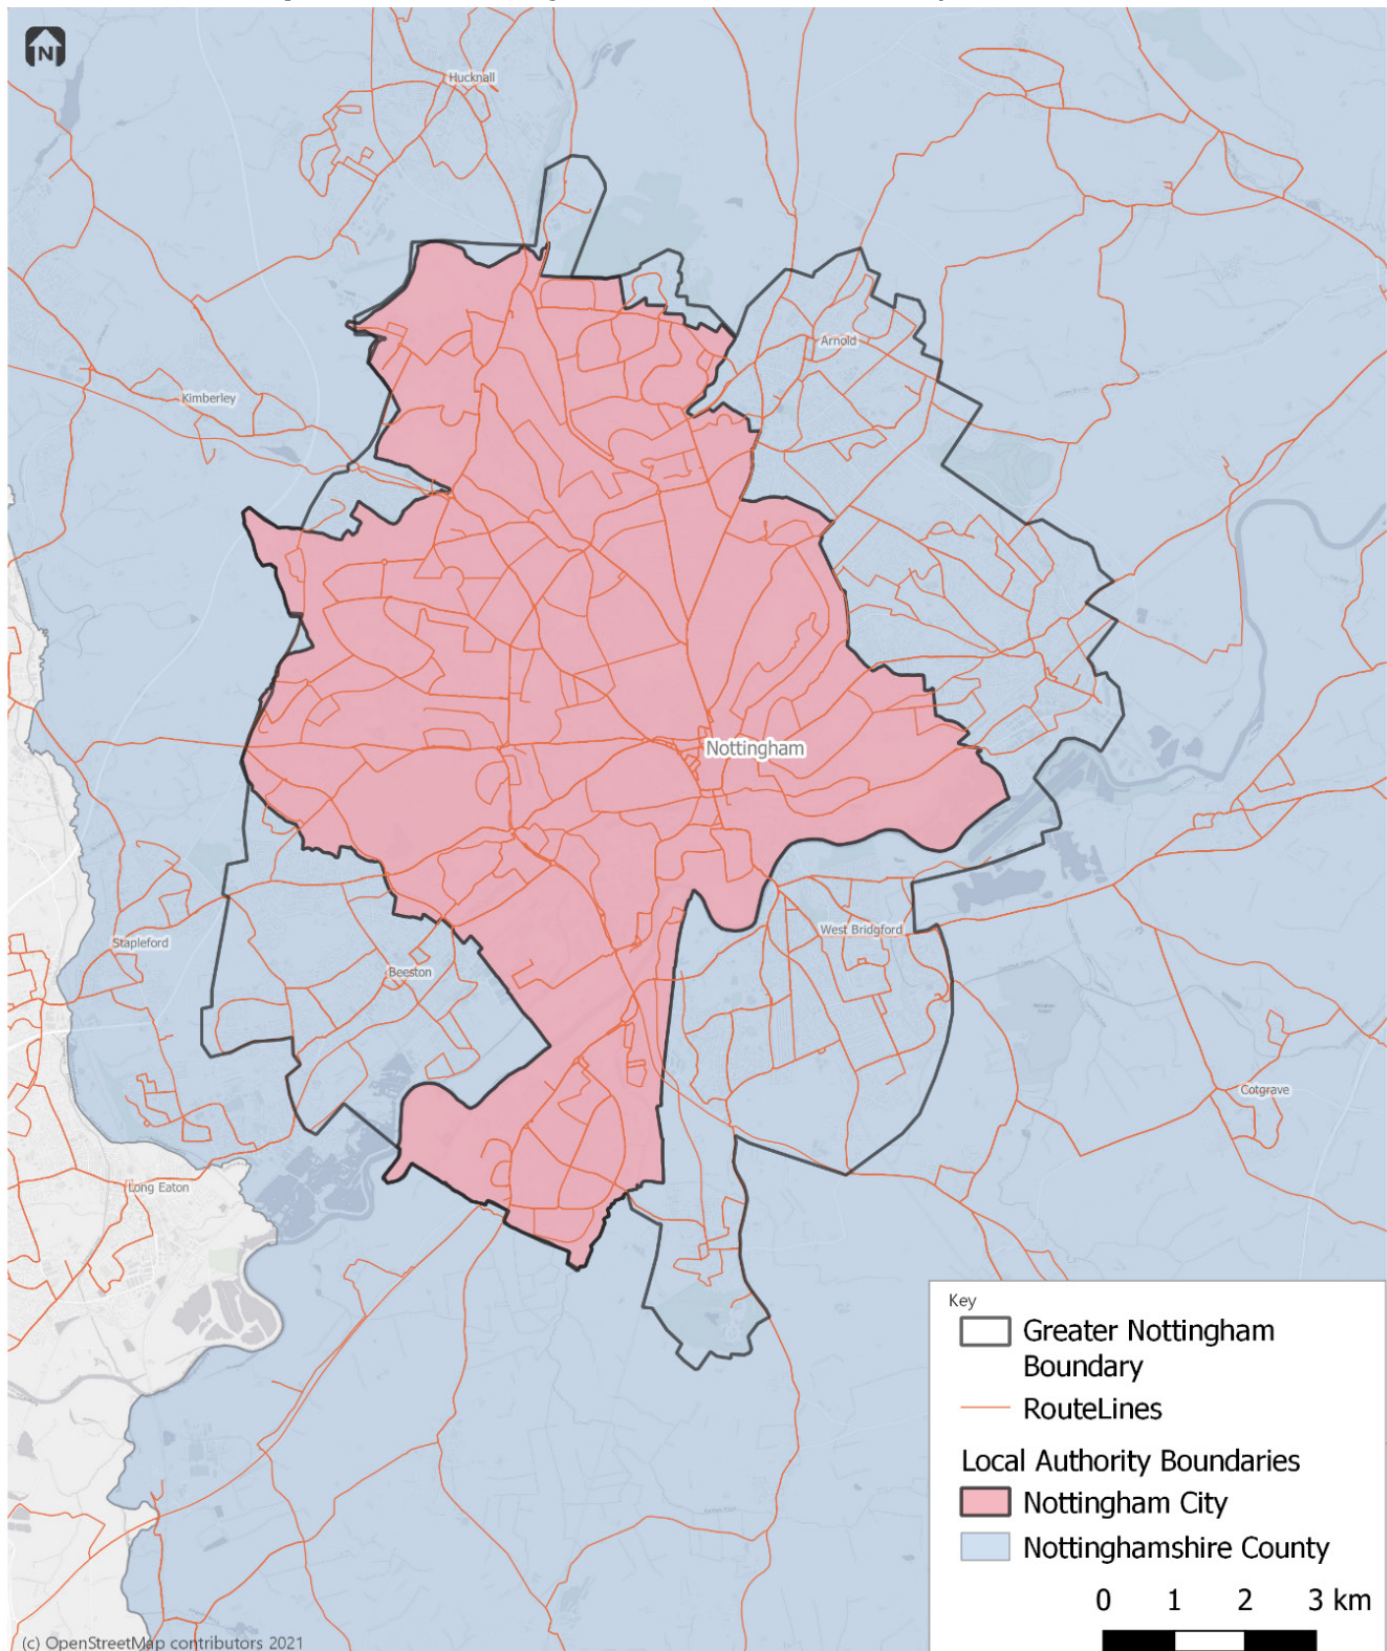 N
Hucknall
Arnold
Kimberley
Nottingham
West Bridgford
Stapleford
Beeston
Cotgrave
Long Eaton
Key
Greater Nottingham
Boundary
RouteLines
Local Authority Boundaries
Nottingham City
Nottinghamshire County
0 1 2 3 km
(c) OpenStreetMap contributors 2021